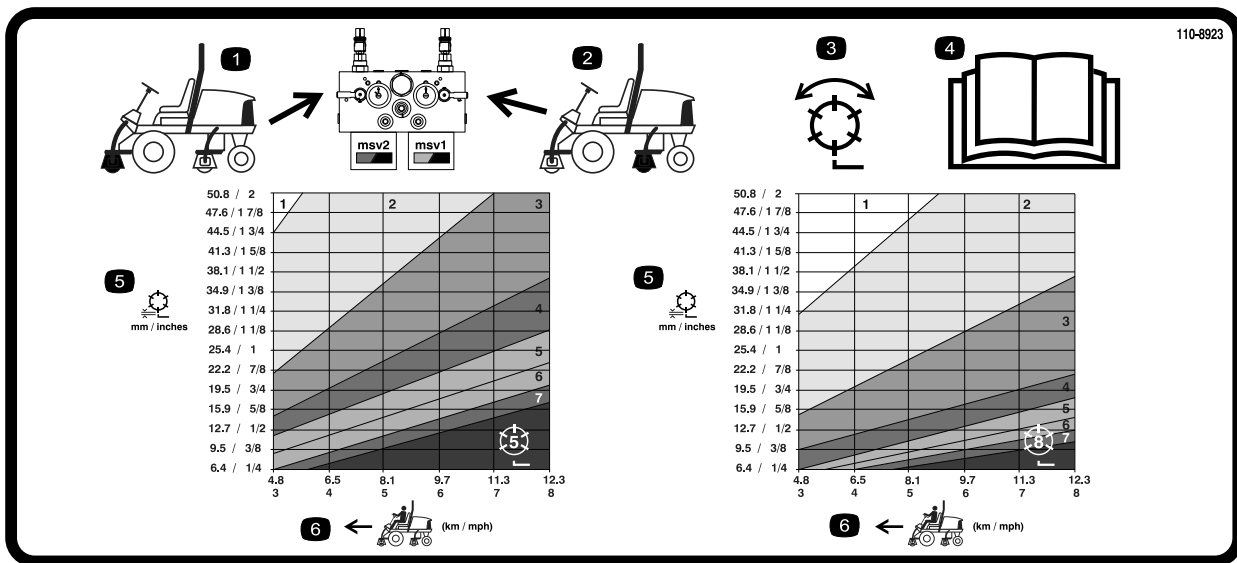 110-8923
1
2
3
4
msv2 msv1
50.8 / 2
47.6 / 1 7/8
44.5 / 1 3/4
41.3 / 1 5/8
38.1 / 1 1/2
34.9 / 1 3/8
31.8 / 1 1/4
28.6 / 1 1/8
25.4 / 1
22.2 / 7/8
19.5 / 3/4
15.9 / 5/8
12.7 / 1/2
9.5 / 3/8
6.4 / 1/4
5
mm / inches
1
2
3
4
5
6
7
5
4.8 6.5 8.1 9.7 11.3 12.3
3 4 5 6 7 8
6
(km / mph)
50.8 / 2
47.6 / 1 7/8
44.5 / 1 3/4
41.3 / 1 5/8
38.1 / 1 1/2
34.9 / 1 3/8
31.8 / 1 1/4
28.6 / 1 1/8
25.4 / 1
22.2 / 7/8
19.5 / 3/4
15.9 / 5/8
12.7 / 1/2
9.5 / 3/8
6.4 / 1/4
5
mm / inches
1
2
3
4
5
6
7
8
4.8 6.5 8.1 9.7 11.3 12.3
3 4 5 6 7 8
6
(km / mph)